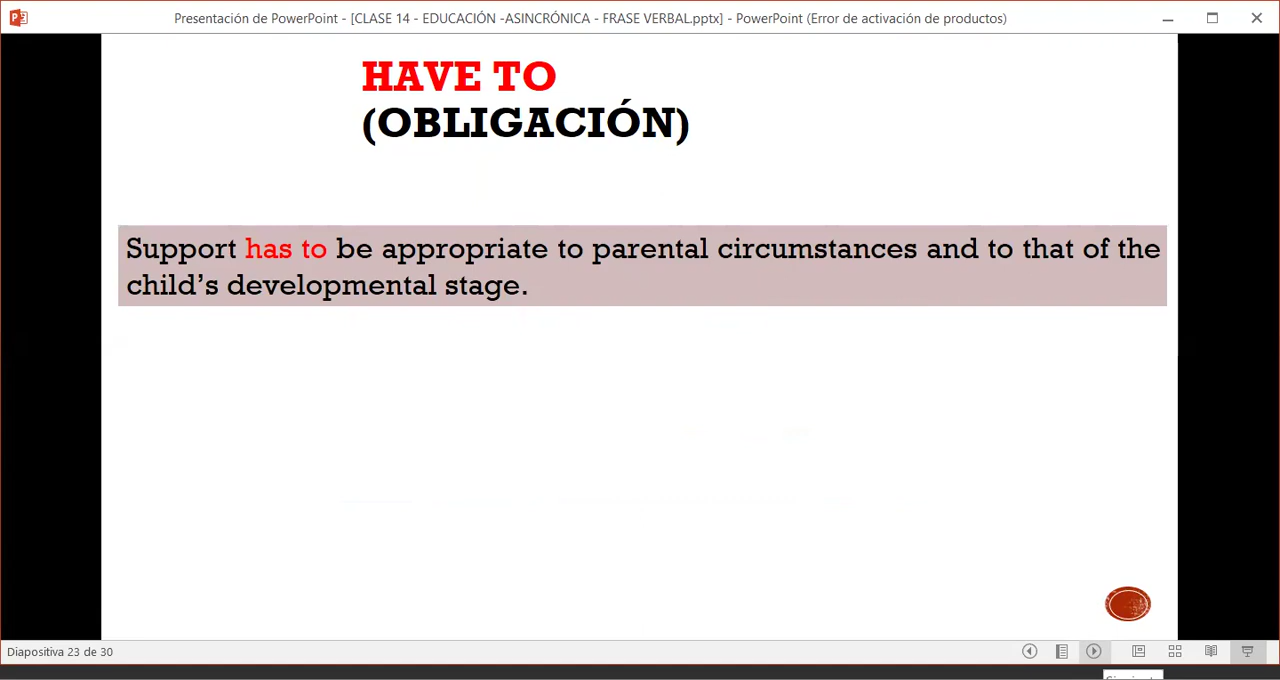 Presentación de PowerPoint - [CLASE 14 - EDUCACIÓN -ASINCRÓNICA - FRASE VERBAL.pptx] - PowerPoint (Error de activación de productos)
HAVE TO
(OBLIGACIÓN)
Support has to be appropriate to parental circumstances and to that of the
child’s developmental stage.
Diapositiva 23 de 30